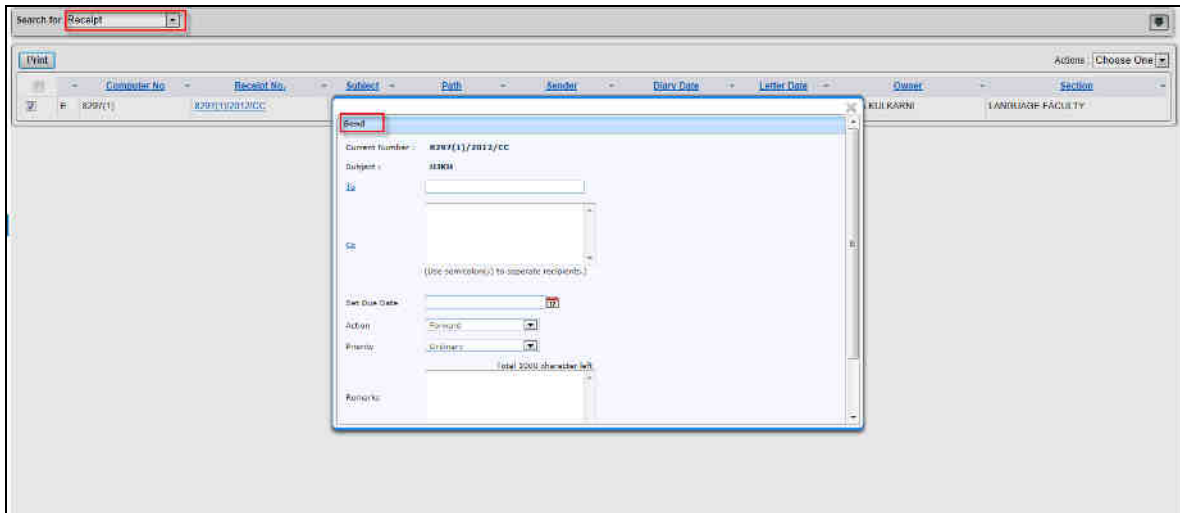 Search for Receipt
Print
Actions : Choose One
Computer No
Receipt No.
Subject
Path
Sender
Diary Date
Letter Date
Owner
Section
E 8297(1) 8297(1)/2012/CC KULKARNI LANGUAGE FACULTY
Send
Current Number : 8297(1)/2012/CC
Subject :
To
Cc
(Use semicolon(;) to seperate recipients.)
Set Due Date
Action Forward
Priority Ordinary
Total 1000 character left
Remarks